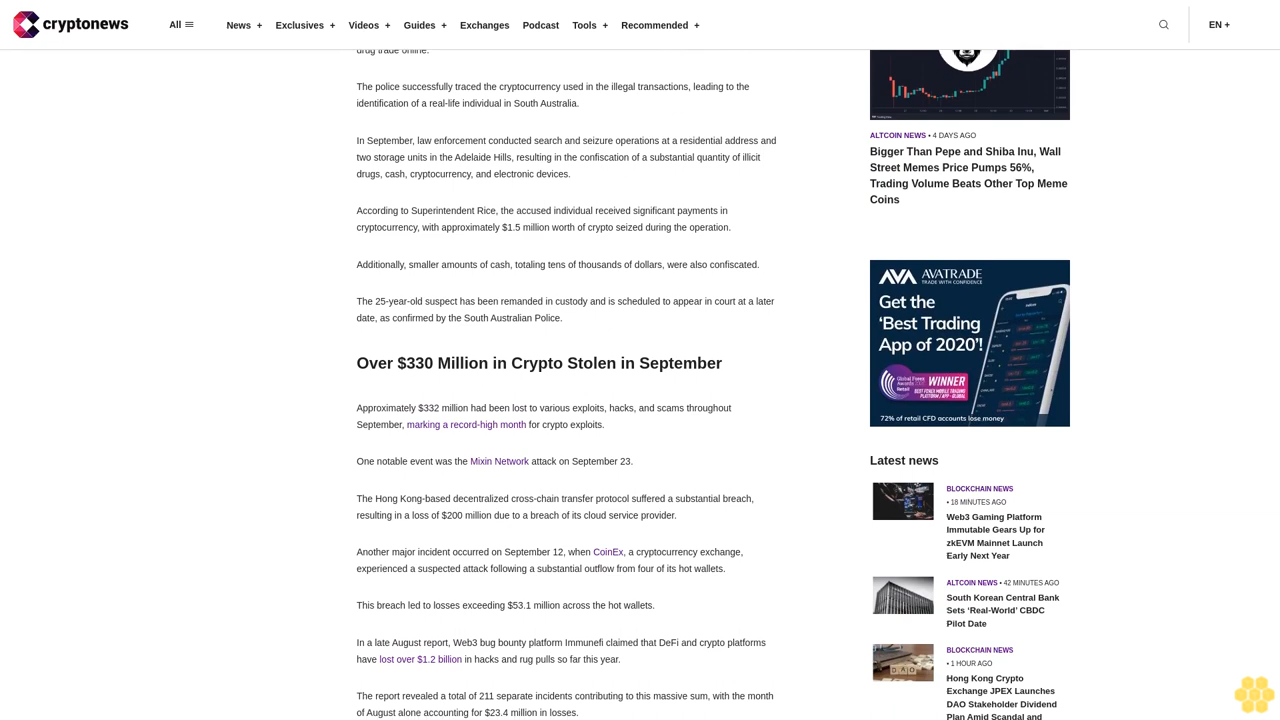 cryptonews
All
News +
Exclusives +
Videos +
Guides +
Exchanges
Podcast
Tools +
Recommended +
EN +
drug trade online.
The police successfully traced the cryptocurrency used in the illegal transactions, leading to the
identification of a real-life individual in South Australia.
In September, law enforcement conducted search and seizure operations at a residential address and
two storage units in the Adelaide Hills, resulting in the confiscation of a substantial quantity of illicit
drugs, cash, cryptocurrency, and electronic devices.
According to Superintendent Rice, the accused individual received significant payments in
cryptocurrency, with approximately $1.5 million worth of crypto seized during the operation.
Additionally, smaller amounts of cash, totaling tens of thousands of dollars, were also confiscated.
The 25-year-old suspect has been remanded in custody and is scheduled to appear in court at a later
date, as confirmed by the South Australian Police.
Over $330 Million in Crypto Stolen in September
Approximately $332 million had been lost to various exploits, hacks, and scams throughout
September, marking a record-high month for crypto exploits.
One notable event was the Mixin Network attack on September 23.
The Hong Kong-based decentralized cross-chain transfer protocol suffered a substantial breach,
resulting in a loss of $200 million due to a breach of its cloud service provider.
Another major incident occurred on September 12, when CoinEx, a cryptocurrency exchange,
experienced a suspected attack following a substantial outflow from four of its hot wallets.
This breach led to losses exceeding $53.1 million across the hot wallets.
In a late August report, Web3 bug bounty platform Immunefi claimed that DeFi and crypto platforms
have lost over $1.2 billion in hacks and rug pulls so far this year.
The report revealed a total of 211 separate incidents contributing to this massive sum, with the month
of August alone accounting for $23.4 million in losses.
ALTCOIN NEWS • 4 DAYS AGO
Bigger Than Pepe and Shiba Inu, Wall
Street Memes Price Pumps 56%,
Trading Volume Beats Other Top Meme
Coins
AVA AVATRADE
TRADE WITH CONFIDENCE
Get the
'Best Trading
App of 2020'!
Global Forex
Awards
Retail
WINNER
BEST FOREX MOBILE TRADING
PLATFORM / APP - GLOBAL
72% of retail CFD accounts lose money
Latest news
BLOCKCHAIN NEWS
• 18 MINUTES AGO
Web3 Gaming Platform
Immutable Gears Up for
zkEVM Mainnet Launch
Early Next Year
ALTCOIN NEWS • 42 MINUTES AGO
South Korean Central Bank
Sets ‘Real-World’ CBDC
Pilot Date
BLOCKCHAIN NEWS
• 1 HOUR AGO
DAO
Hong Kong Crypto
Exchange JPEX Launches
DAO Stakeholder Dividend
Plan Amid Scandal and